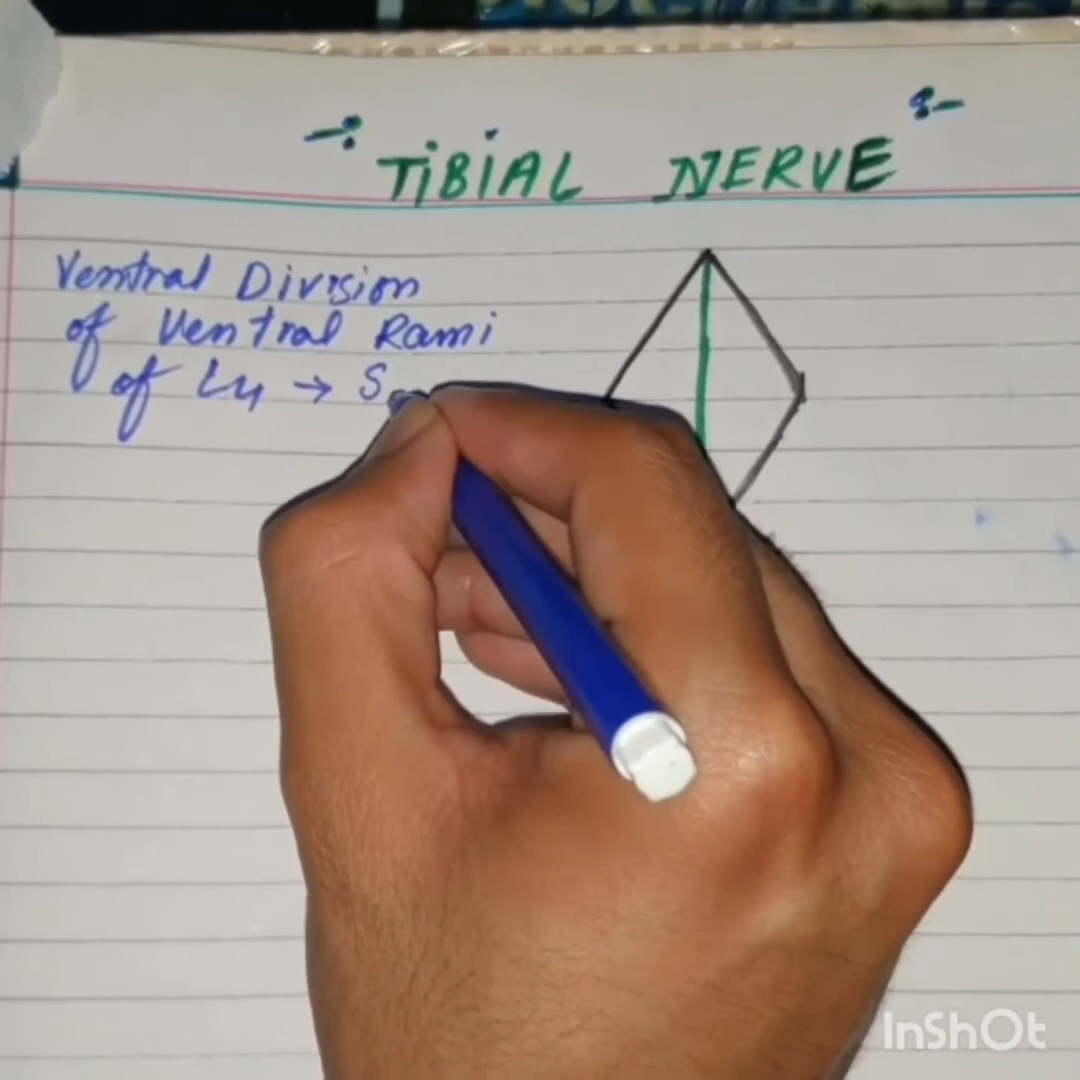 -: TiBiAL NERVE :-
Ventral Division
of Ventral Rami
of L4 → S
InShOt